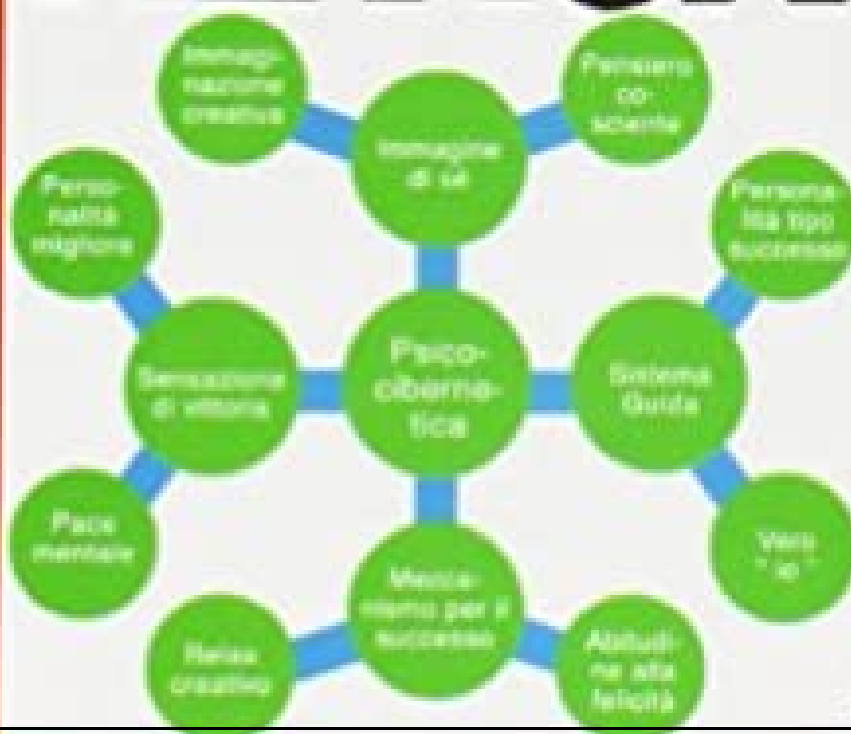 Immagi-
nazione
creativa
Pensiero
co-
sciente
Immagine
di sé
Perso-
nalità
migliore
Persona-
lità tipo
successo
Sensazione
di vittoria
Psico-
ciberne-
tica
Sistema
Guida
Pace
mentale
Vero
" io "
Mecca-
nismo per il
successo
Relax
creativo
Abitudi-
ne alla
felicità